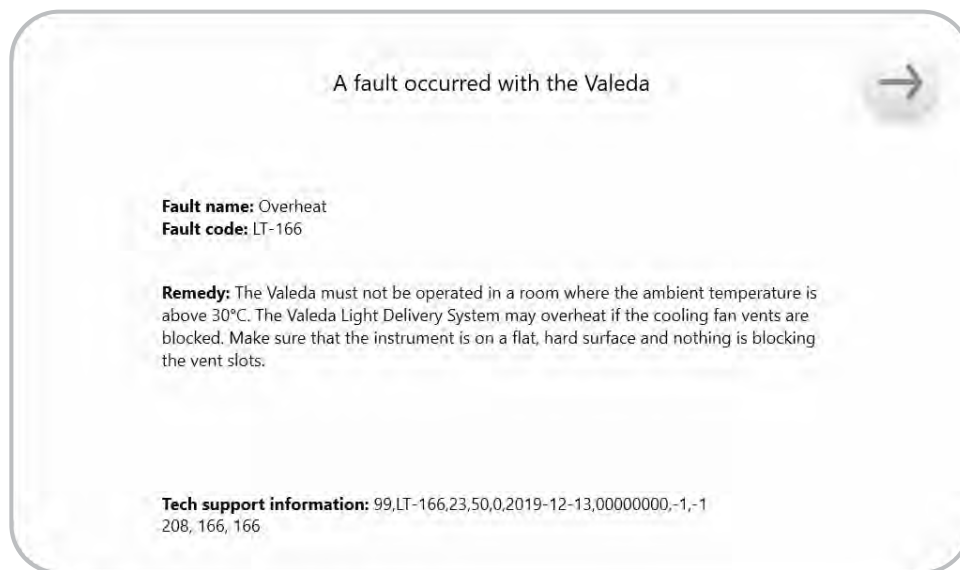 A fault occurred with the Valeda
Fault name: Overheat
Fault code: LT-166
Remedy: The Valeda must not be operated in a room where the ambient temperature is
above 30°C. The Valeda Light Delivery System may overheat if the cooling fan vents are
blocked. Make sure that the instrument is on a flat, hard surface and nothing is blocking
the vent slots.
Tech support information: 99,LT-166,23,50,0,2019-12-13,00000000,-1,-1
208, 166, 166